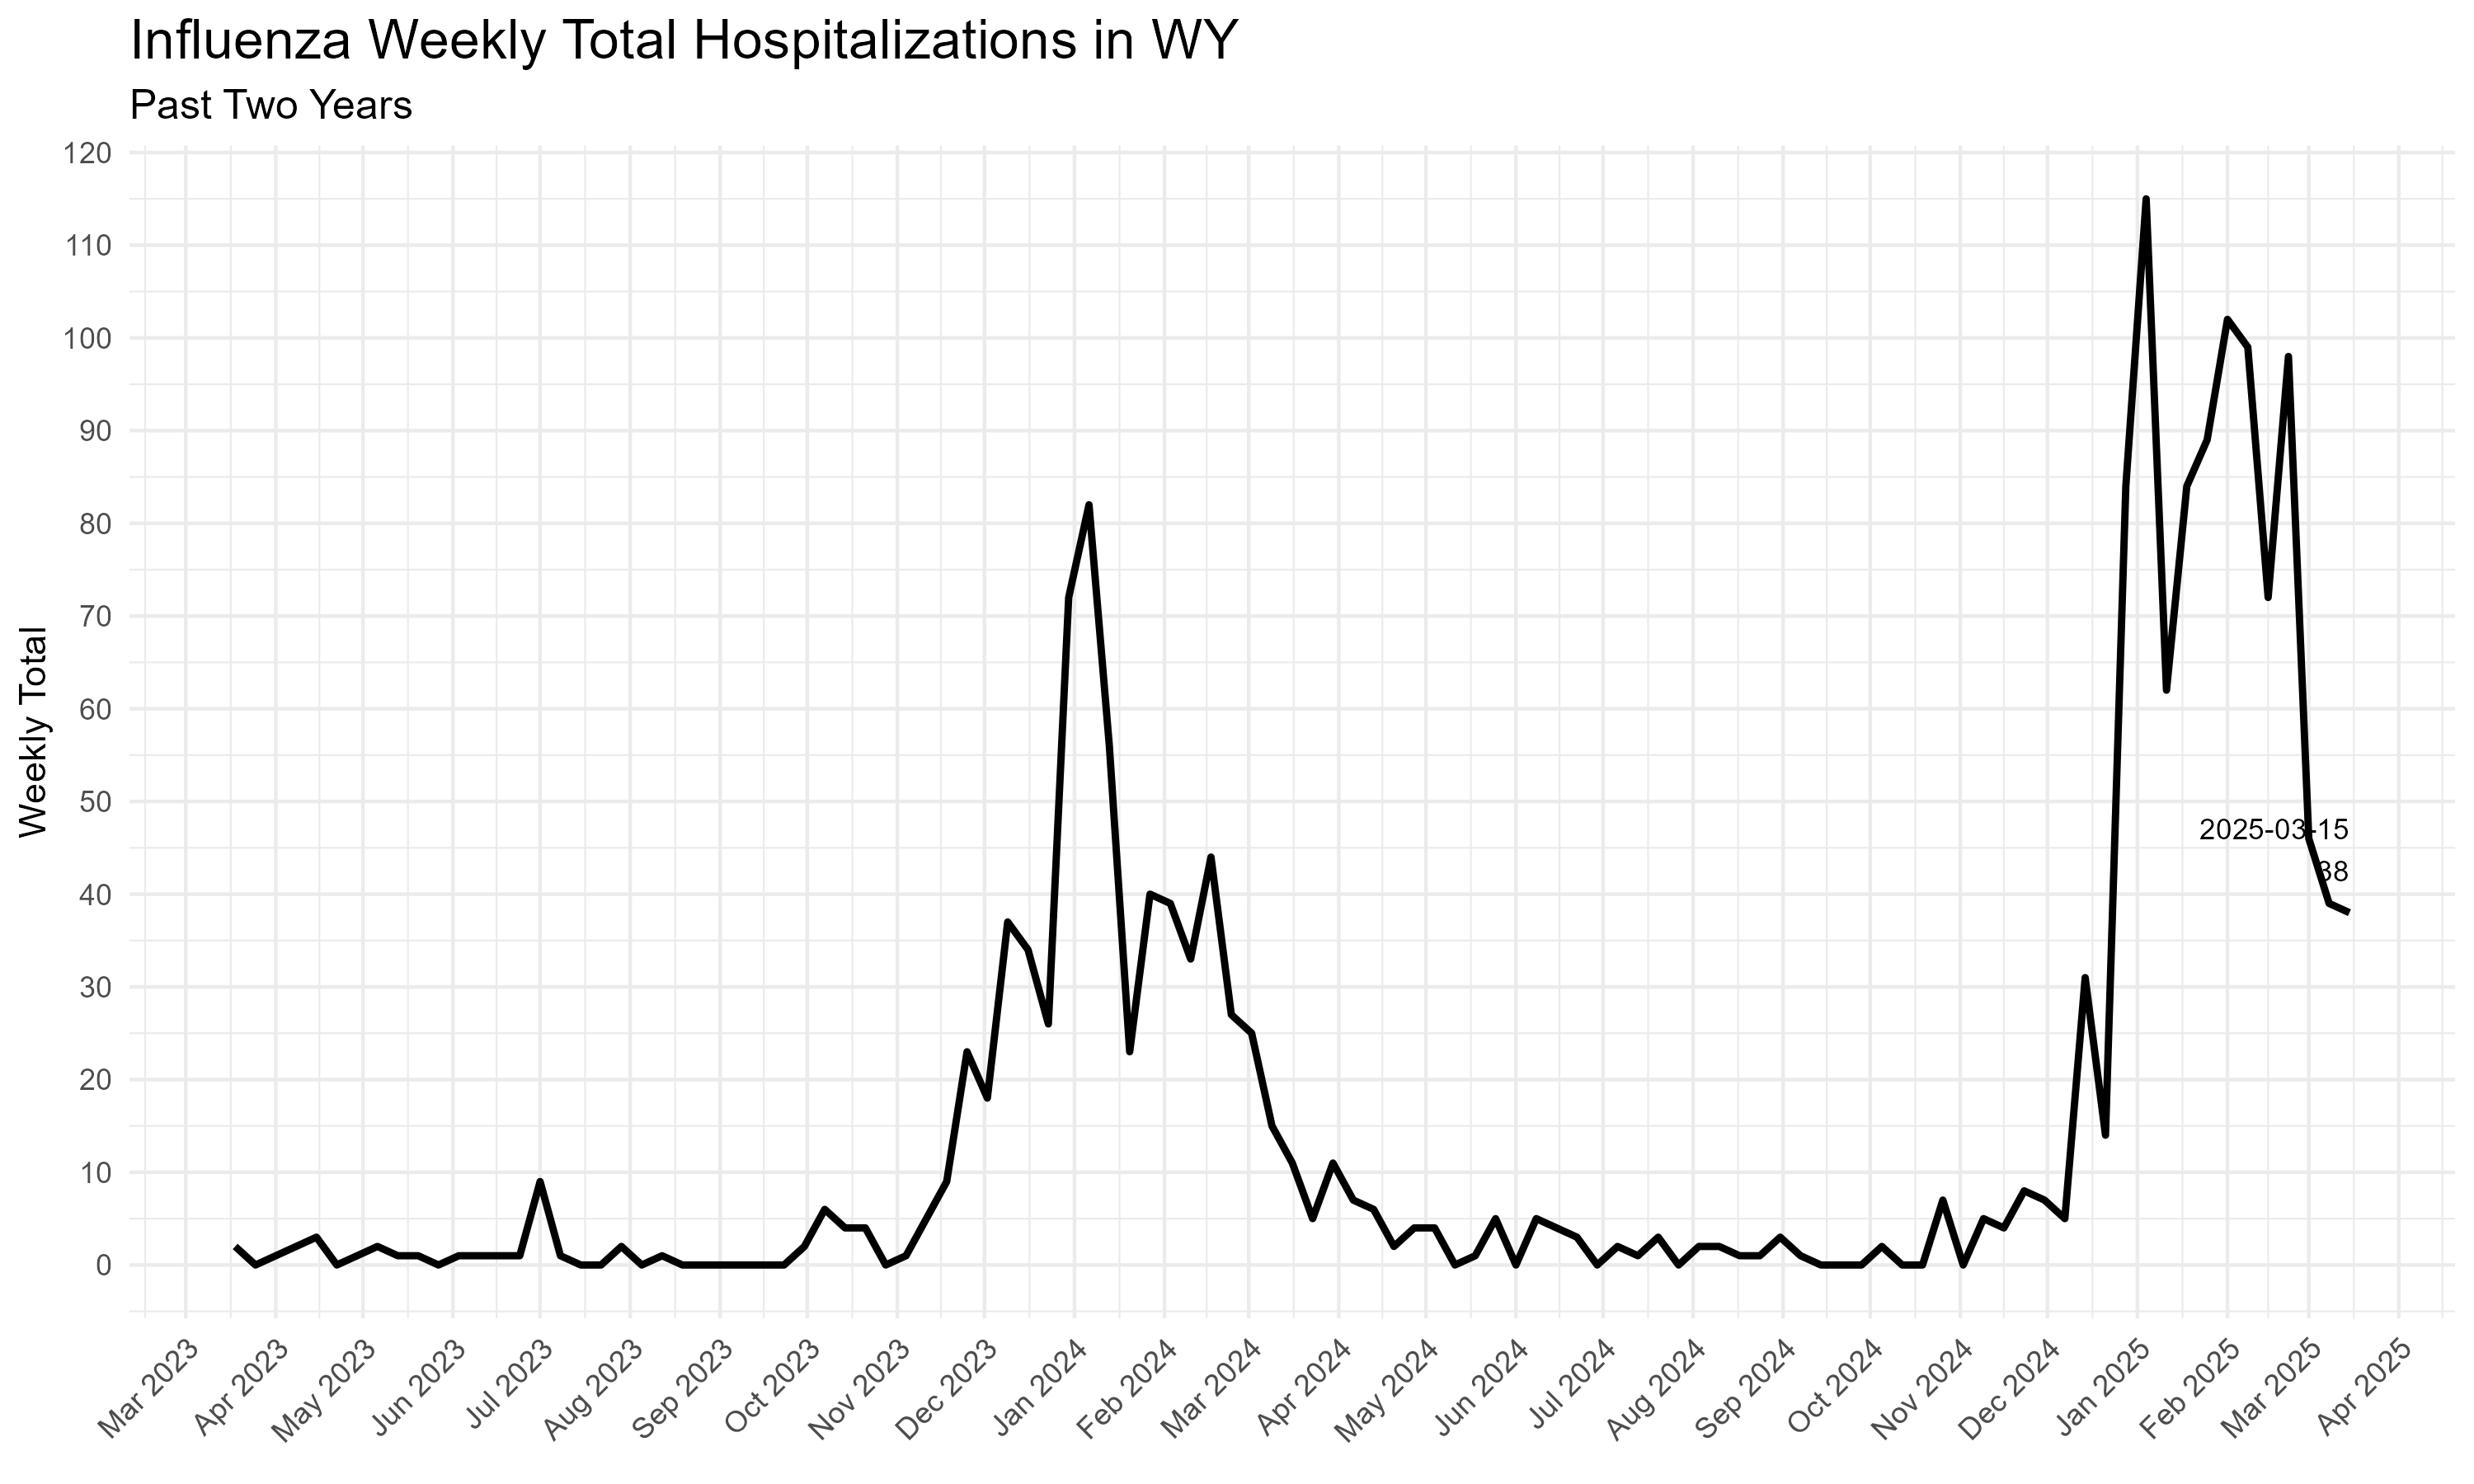 Influenza Weekly Total Hospitalizations in WY
Past Two Years
120
110
100
90
80
70
60
50
40
30
20
10
0
Weekly Total
2025-03-15
38
Mar 2023
Apr 2023
May 2023
Jun 2023
Jul 2023
Aug 2023
Sep 2023
Oct 2023
Nov 2023
Dec 2023
Jan 2024
Feb 2024
Mar 2024
Apr 2024
May 2024
Jun 2024
Jul 2024
Aug 2024
Sep 2024
Oct 2024
Nov 2024
Dec 2024
Jan 2025
Feb 2025
Mar 2025
Apr 2025